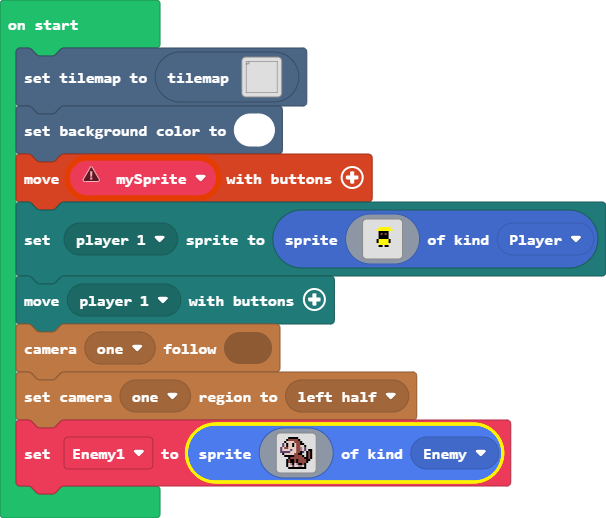 on start
set tilemap to tilemap
set background color to
move mySprite with buttons
set player 1 sprite to sprite of kind Player
move player 1 with buttons
camera one follow
set camera one region to left half
set Enemy1 to sprite of kind Enemy